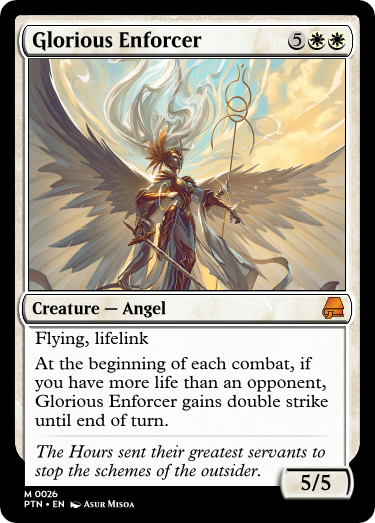 Glorious Enforcer 5
Creature — Angel
Flying, lifelink
At the beginning of each combat, if
you have more life than an opponent,
Glorious Enforcer gains double strike
until end of turn.
The Hours sent their greatest servants to
stop the schemes of the outsider.
5/5
M 0026
PTN • EN Asur Misoa